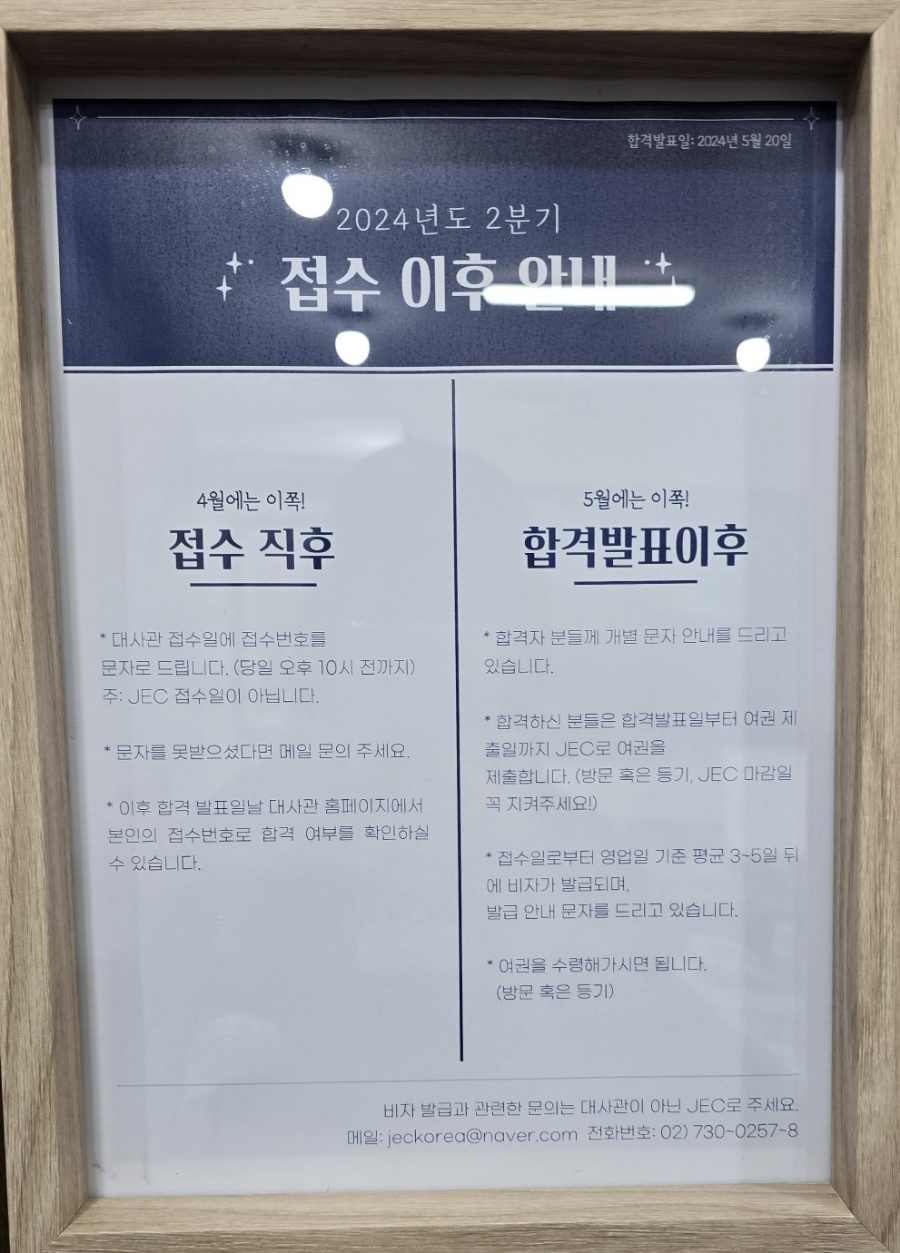 합격발표일: 2024년 5월 20일
2024년도 2분기
접수 이후 안내
4월에는 이쪽!
접수 직후
* 대사관 접수일에 접수번호를
문자로 드립니다. (당일 오후 10시 전까지)
주: JEC 접수일이 아닙니다.
* 문자를 못받으셨다면 메일 문의 주세요.
* 이후 합격 발표일날 대사관 홈페이지에서
본인의 접수번호로 합격 여부를 확인하실
수 있습니다.
5월에는 이쪽!
합격발표이후
* 합격자 분들께 개별 문자 안내를 드리고
있습니다.
* 합격하신 분들은 합격발표일부터 여권 제
출일까지 JEC로 여권을
제출합니다. (방문 혹은 등기, JEC 마감일
꼭 지켜주세요!)
* 접수일로부터 영업일 기준 평균 3~5일 뒤
에 비자가 발급되며,
발급 안내 문자를 드리고 있습니다.
* 여권을 수령해가시면 됩니다.
(방문 혹은 등기)
비자 발급과 관련한 문의는 대사관이 아닌 JEC로 주세요.
메일: jeckorea@naver.com 전화번호: 02) 730-0257~8